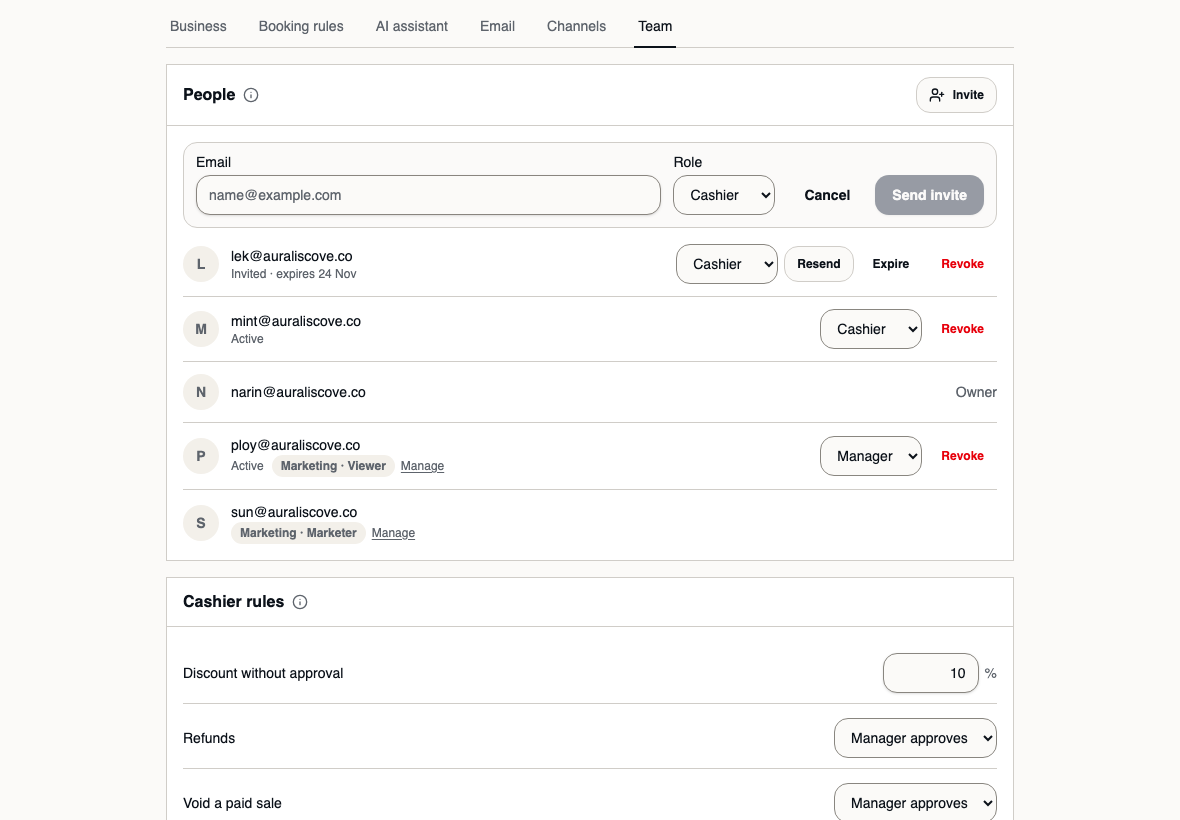 Business Booking rules AI assistant Email Channels Team
People Invite
Email Role
name@example.com Cashier Cancel Send invite
L lek@auraliscove.co Cashier Resend Expire Revoke
Invited · expires 24 Nov
M mint@auraliscove.co Cashier Revoke
Active
N narin@auraliscove.co Owner
P ploy@auraliscove.co Manager Revoke
Active Marketing · Viewer Manage
S sun@auraliscove.co
Marketing · Marketer Manage
Cashier rules
Discount without approval 10 %
Refunds Manager approves
Void a paid sale Manager approves